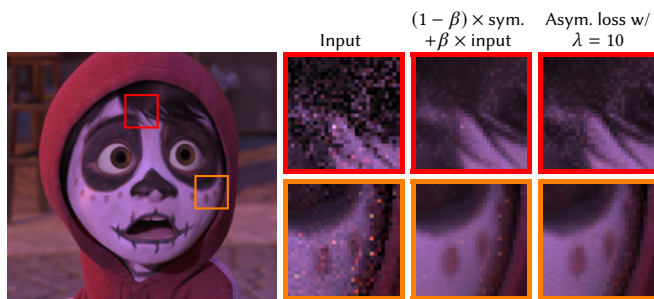 Input
(1 − β) × sym.
+β × input
Asym. loss w/
λ = 10